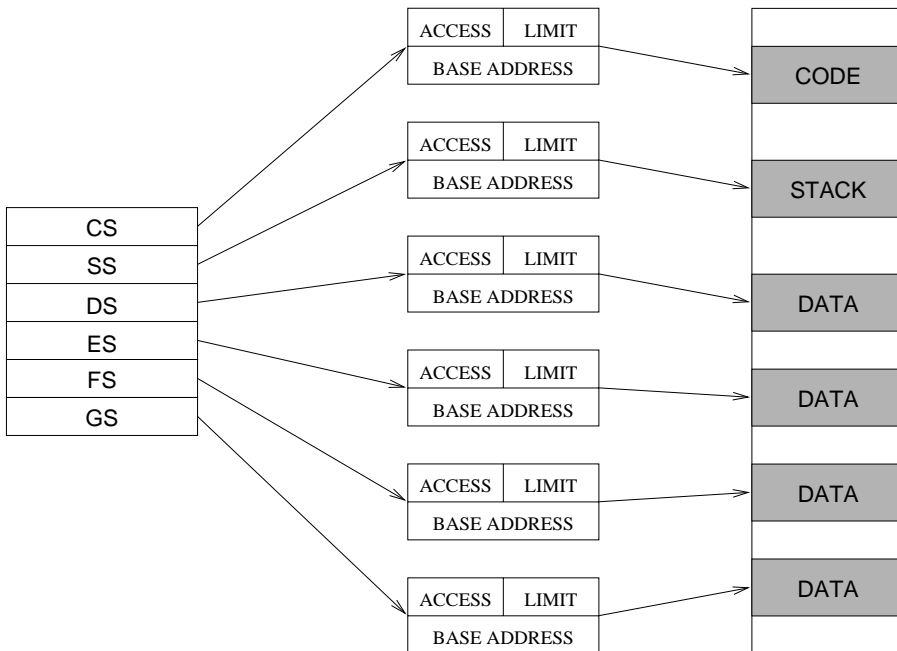 CS
SS
DS
ES
FS
GS
ACCESS LIMIT
BASE ADDRESS
ACCESS LIMIT
BASE ADDRESS
ACCESS LIMIT
BASE ADDRESS
ACCESS LIMIT
BASE ADDRESS
ACCESS LIMIT
BASE ADDRESS
ACCESS LIMIT
BASE ADDRESS
CODE
STACK
DATA
DATA
DATA
DATA